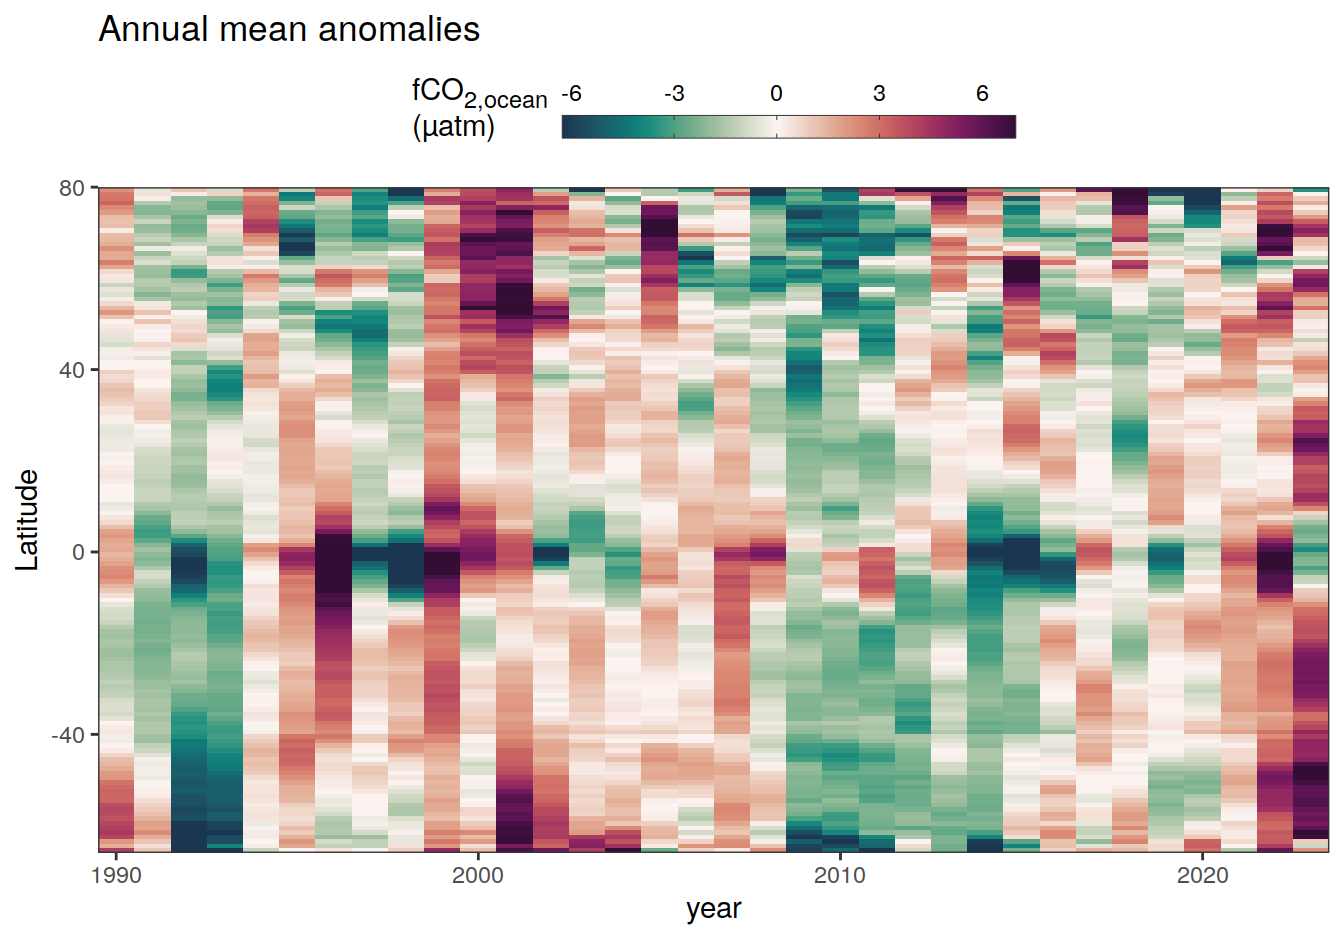 Annual mean anomalies
fCO2,ocean
(µatm)
-6 -3 0 3 6
Latitude
80
40
0
-40
1990 2000 2010 2020
year